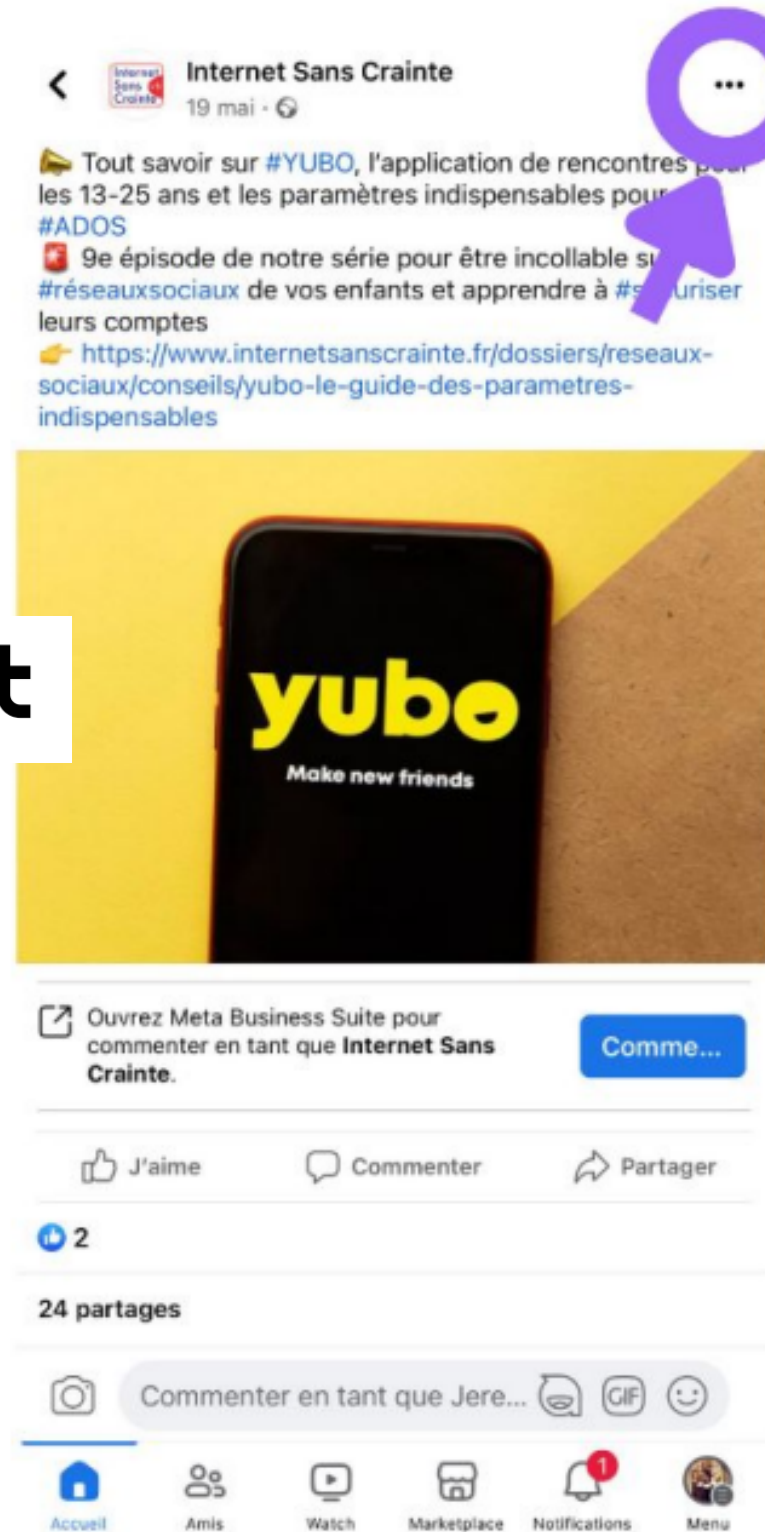 Internet Sans Crainte
19 mai ·
Tout savoir sur #YUBO, l'application de rencontres
les 13-25 ans et les paramètres indispensables pour
#ADOS
9e épisode de notre série pour être incollable
#réseauxsociaux de vos enfants et apprendre à
leurs comptes
https://www.internetsanscrainte.fr/dossiers/reseaux-
sociaux/conseils/yubo-le-guide-des-parametres-
indispensables
t
yubo
Make new friends
Ouvrez Meta Business Suite pour
commenter en tant que Internet Sans
Crainte.
Comme...
J'aime
Commenter
Partager
2
24 partages
Commenter en tant que Jere...
GIF
1
Accueil
Amis
Watch
Marketplace
Notifications
Menu